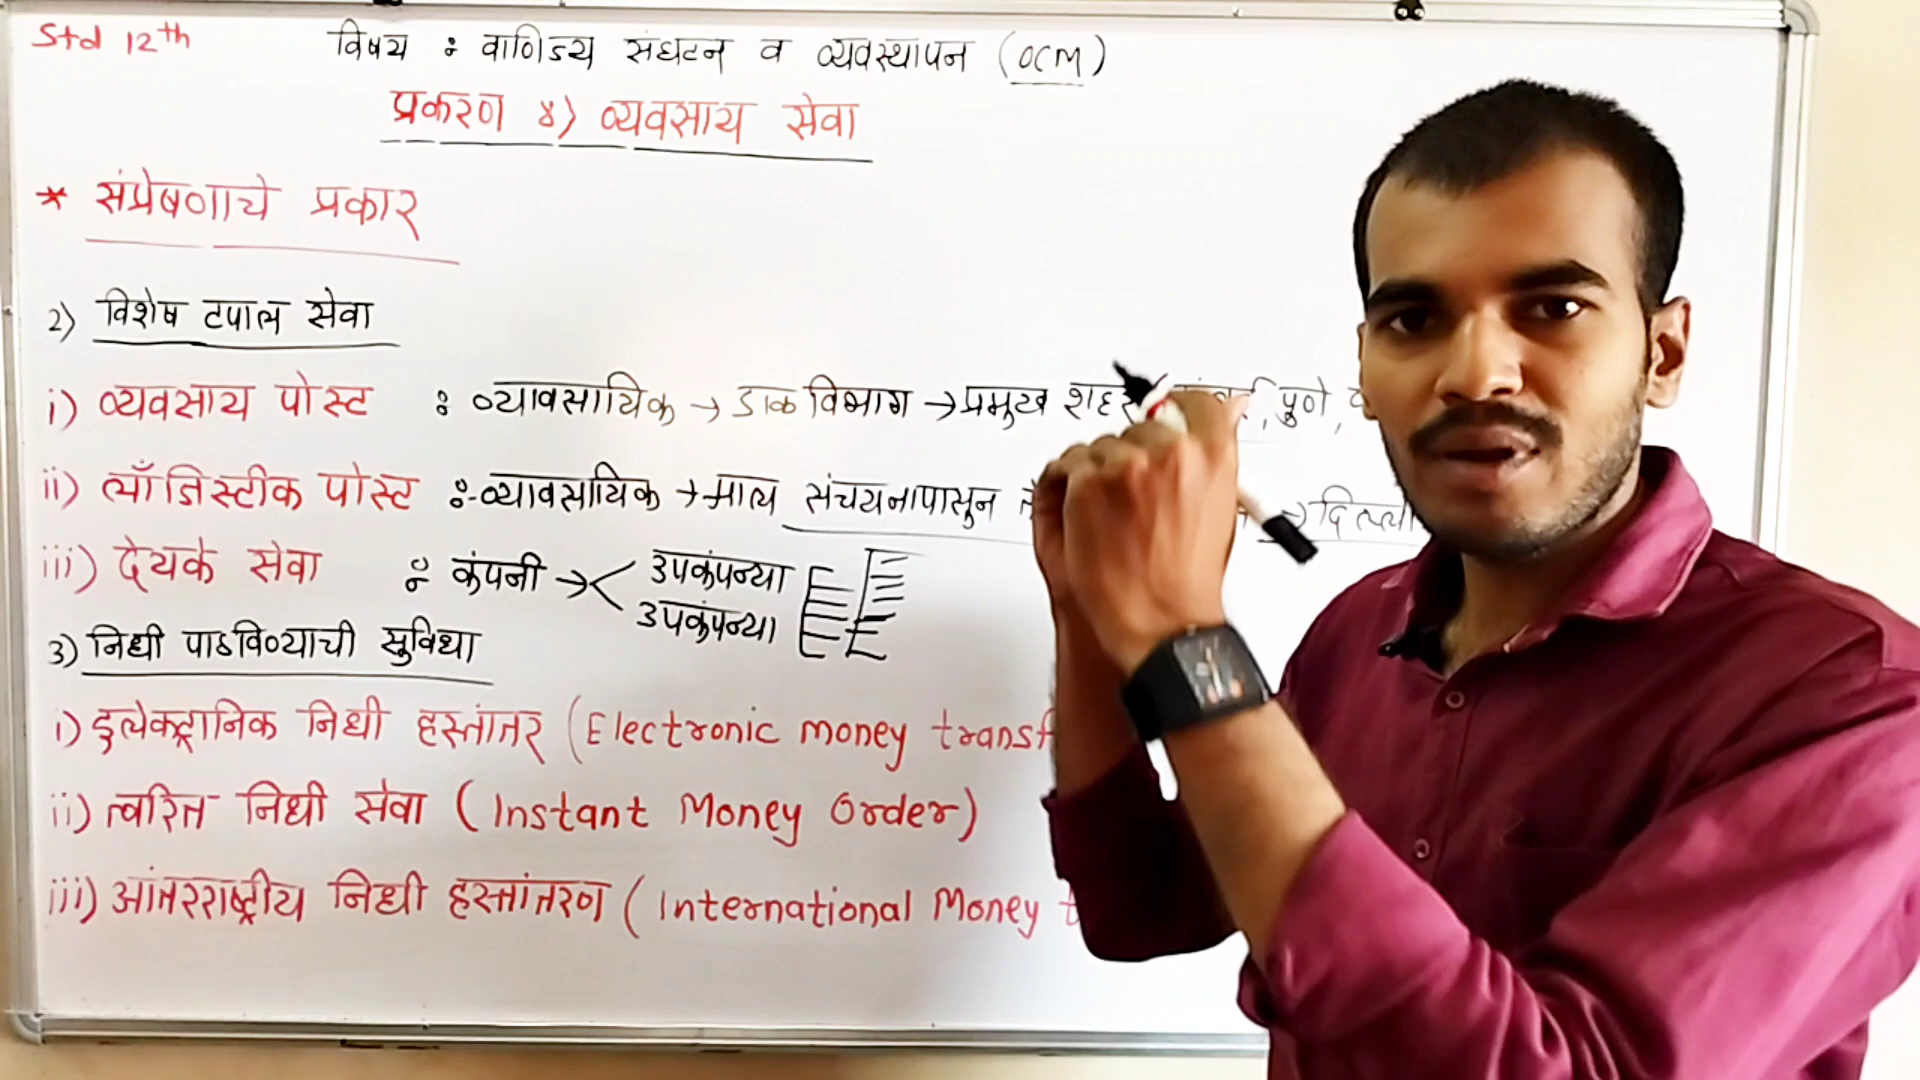 Std 12th
विषय : वाणिज्य संघटन व व्यवस्थापन (OCM)
प्रकरण ४) व्यवसाय सेवा
* संप्रेषणाचे प्रकार
2) विशेष टपाल सेवा
i) व्यवसाय पोस्ट : व्यावसायिक → डाक विभाग → प्रमुख शहर पुणे,
ii) लॉजिस्टीक पोस्ट :- व्यावसायिक → माल संचयनापासून → दिल्ली
iii) देयके सेवा : कंपनी → < उपकंपन्या
उपकंपन्या
3) निधी पाठविण्याची सुविधा
i) इलेक्ट्रानिक निधी हस्तांतर (Electronic money transf
ii) त्वरित निधी सेवा (Instant Money Order)
iii) आंतरराष्ट्रीय निधी हस्तांतरण (International Money t